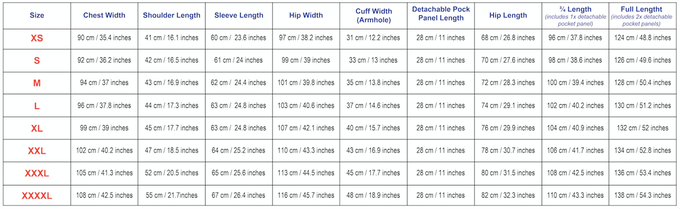 Size | Chest Width | Shoulder Length | Sleeve Length | Hip Width | Cuff Width (Armhole) | Detachable Pock Panel Length | Hip Length | ¾ Length (includes 1x detachable pocket panel) | Full Lenght (includes 2x detachable pocket panels)
XS | 90 cm / 35.4 inches | 41 cm / 16.1 inches | 60 cm / 23.6 inches | 97 cm / 38.2 inches | 31 cm / 12.2 inches | 28 cm / 11 inches | 68 cm / 26.8 inches | 96 cm / 37.8 inches | 124 cm / 48.8 inches
S | 92 cm / 36.2 inches | 42 cm / 16.5 inches | 61 cm / 24 inches | 99 cm / 39 inches | 33 cm / 13 inches | 28 cm / 11 inches | 70 cm / 27.6 inches | 98 cm / 38.6 inches | 126 cm / 49.6 inches
M | 94 cm / 37 inches | 43 cm / 16.9 inches | 62 cm / 24.4 inches | 101 cm / 39.8 inches | 35 cm / 13.8 inches | 28 cm / 11 inches | 72 cm / 28.3 inches | 100 cm / 39.4 inches | 128 cm / 50.4 inches
L | 96 cm / 37.8 inches | 44 cm / 17.3 inches | 63 cm / 24.8 inches | 103 cm / 40.6 inches | 37 cm / 14.6 inches | 28 cm / 11 inches | 74 cm / 29.1 inches | 102 cm / 40.2 inches | 130 cm / 51.2 inches
XL | 99 cm / 39 inches | 45 cm / 17.7 inches | 63 cm / 24.8 inches | 107 cm / 42.1 inches | 40 cm / 15.7 inches | 28 cm / 11 inches | 76 cm / 29.9 inches | 104 cm / 40.9 inches | 132 cm / 52 inches
XXL | 102 cm / 40.2 inches | 47 cm / 18.5 inches | 64 cm / 25.2 inches | 110 cm / 43.3 inches | 43 cm / 16.9 inches | 28 cm / 11 inches | 78 cm / 30.7 inches | 106 cm / 41.7 inches | 134 cm / 52.8 inches
XXXL | 105 cm / 41.3 inches | 52 cm / 20.5 inches | 65 cm / 25.6 inches | 113 cm / 44.5 inches | 45 cm / 17.7 inches | 28 cm / 11 inches | 80 cm / 31.5 inches | 108 cm / 42.5 inches | 136 cm / 53.4 inches
XXXXL | 108 cm / 42.5 inches | 55 cm / 21.7inches | 67 cm / 26.4 inches | 116 cm / 45.7 inches | 48 cm / 18.9 inches | 28 cm / 11 inches | 82 cm / 32.3 inches | 110 cm / 43.3 inches | 138 cm / 54.3 inches